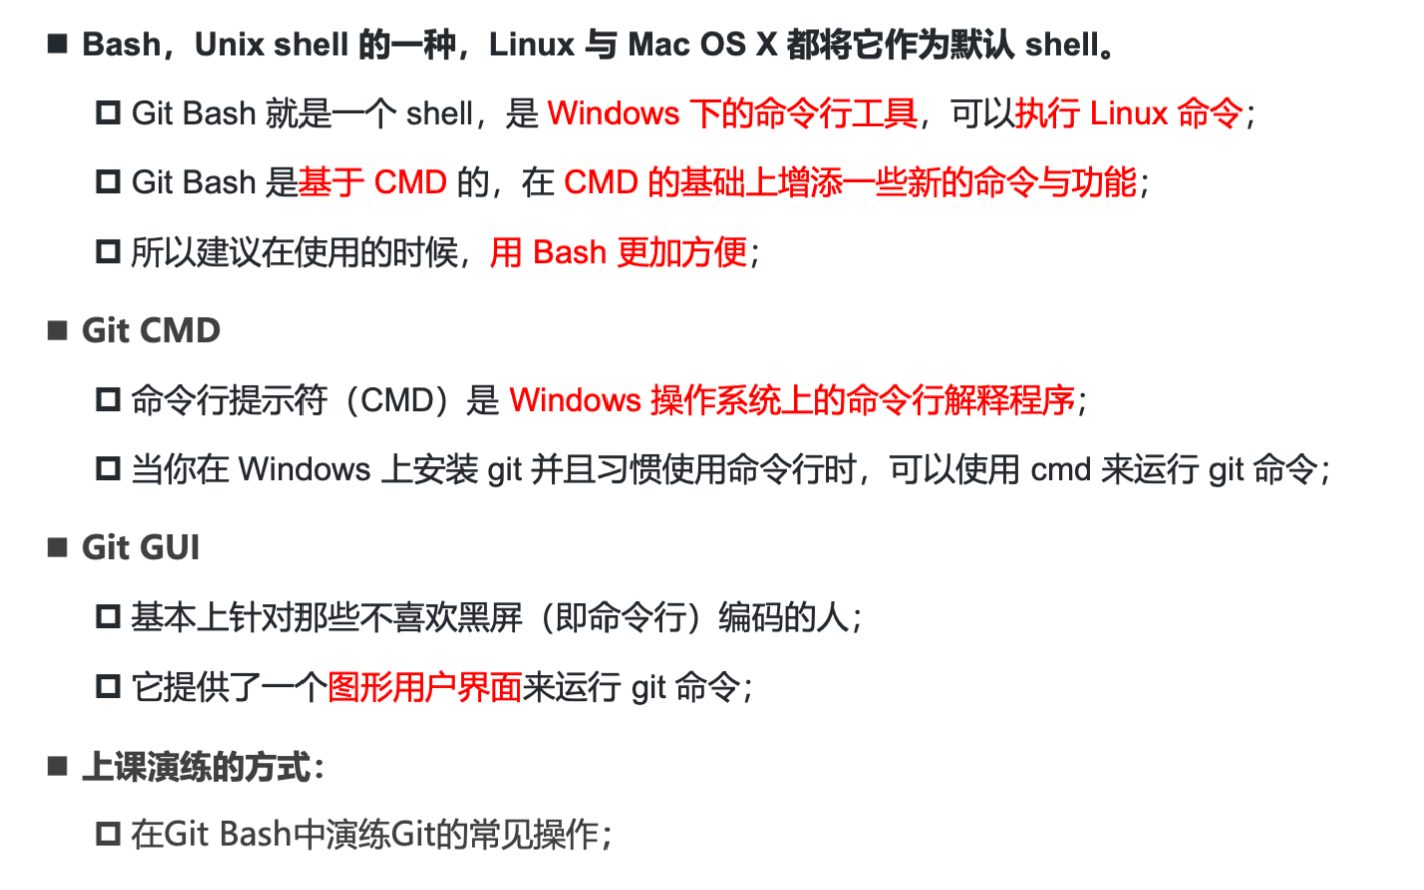 Bash，Unix shell 的一种，Linux 与 Mac OS X 都将它作为默认 shell。
Git Bash 就是一个 shell，是 Windows 下的命令行工具，可以执行 Linux 命令；
Git Bash 是基于 CMD 的，在 CMD 的基础上增添一些新的命令与功能；
所以建议在使用的时候，用 Bash 更加方便；
Git CMD
命令行提示符（CMD）是 Windows 操作系统上的命令行解释程序；
当你在 Windows 上安装 git 并且习惯使用命令行时，可以使用 cmd 来运行 git 命令；
Git GUI
基本上针对那些不喜欢黑屏（即命令行）编码的人；
它提供了一个图形用户界面来运行 git 命令；
上课演练的方式：
在Git Bash中演练Git的常见操作；